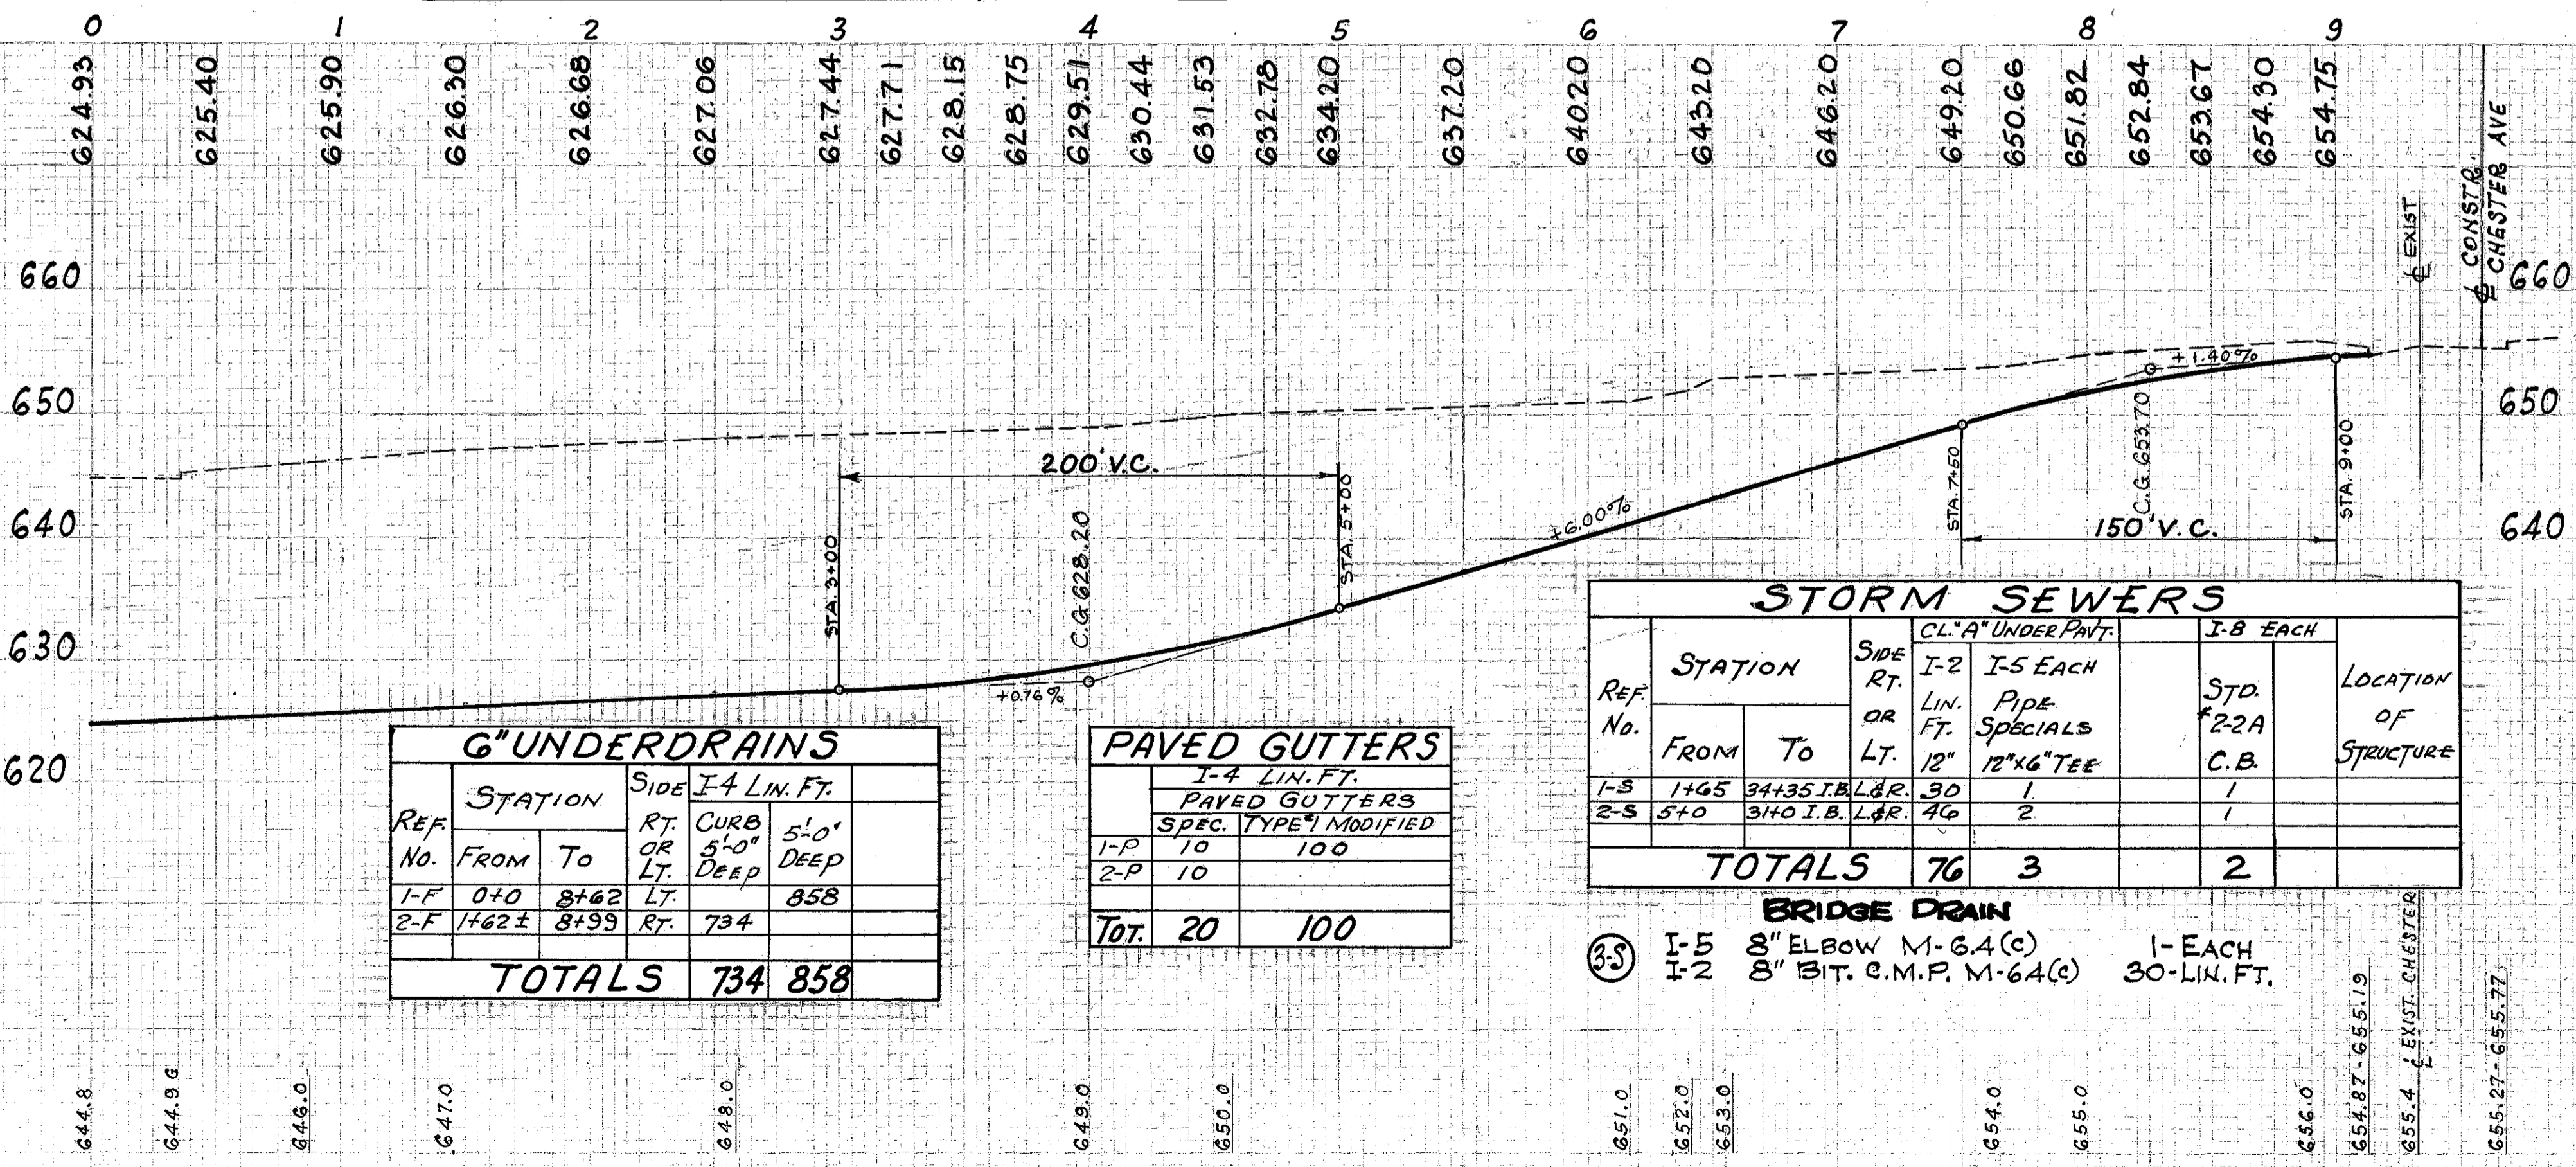 0 1 2 3 4 5 6 7 8 9
624.93 625.40 625.90 626.30 626.68 627.06 627.44 627.71 628.15 628.75 629.51 630.44 631.53 632.78 634.20 637.20 640.20 643.20 646.20 649.20 650.66 651.82 652.84 653.67 654.30 654.75
℄ EXIST
℄ CONSTR.
℄ CHESTER AVE
660 660
650 650
640 640
630
620
+1.40%
200' V.C.
C.G. 653.70
STA. 3+00
C.G. 628.20
STA. 5+00
+6.00%
STA. 7+50
STA. 9+00
150' V.C.
+0.76%
6" UNDERDRAINS
REF. No. STATION SIDE RT. OR LT. I-4 LIN. FT.
FROM TO CURB 5'-0" DEEP 5'-0" DEEP
1-F 0+0 8+62 LT. 858
2-F 1+62± 8+99 RT. 734
TOTALS 734 858
PAVED GUTTERS
I-4 LIN. FT.
PAVED GUTTERS
SPEC. TYPE #1 MODIFIED
1-P 10 100
2-P 10
TOT. 20 100
STORM SEWERS
REF. No. STATION SIDE RT. OR LT. CL. "A" UNDER PAV'T. I-8 EACH LOCATION OF STRUCTURE
FROM TO I-2 LIN. FT. 12" I-5 EACH PIPE SPECIALS 12"X6" TEE STD. #2-2A C.B.
1-S 1+65 34+35 I.B. L.&R. 30 1 1
2-S 5+0 31+0 I.B. L.&R. 46 2 1
TOTALS 76 3 2
BRIDGE DRAIN
3-S I-5 8" ELBOW M-6.4(c) 1-EACH
I-2 8" BIT. C.M.P. M-6.4(c) 30-LIN. FT.
644.8 644.9 G 646.0 647.0 648.0 649.0 650.0 651.0 652.0 653.0 654.0 655.0 656.0 654.87-655.19 655.4 ℄ EXIST. CHESTER 655.27-655.77